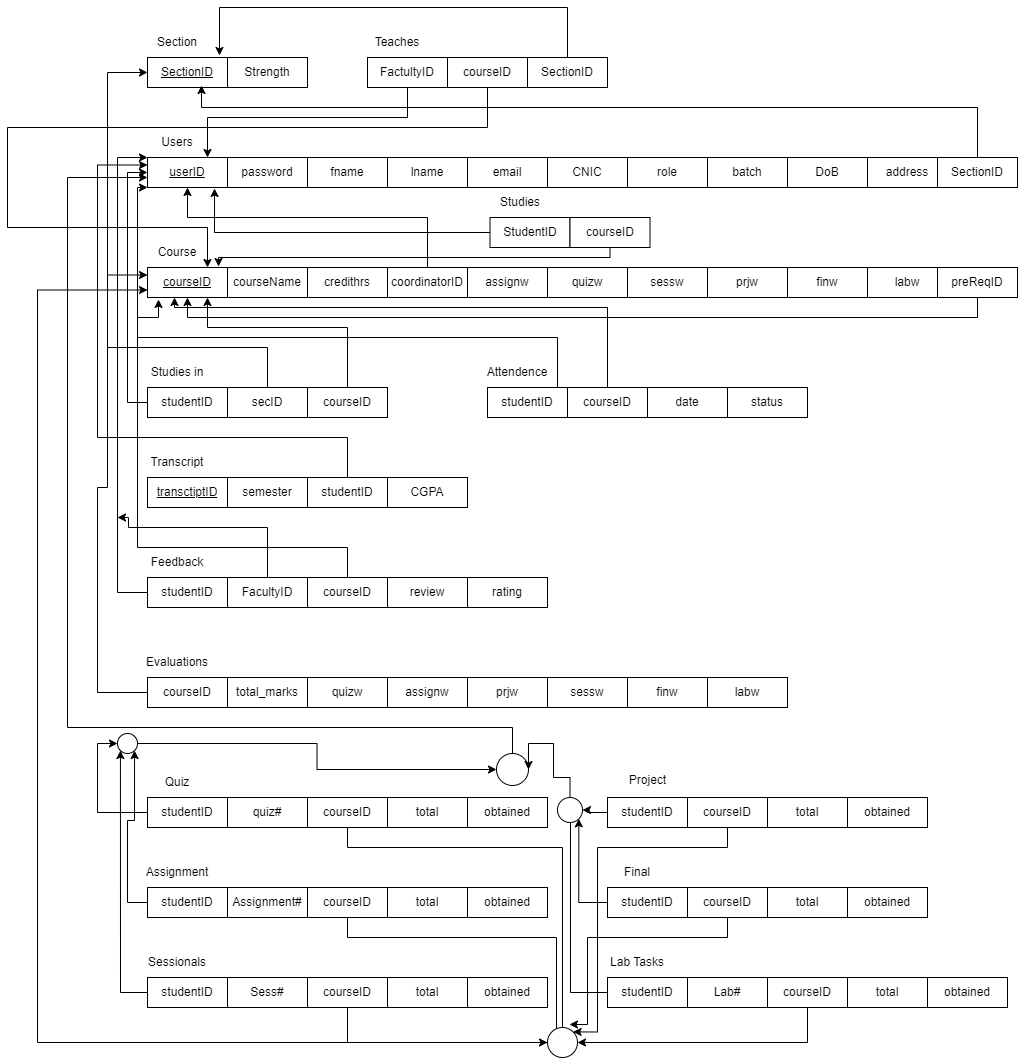 Section Teaches
SectionID Strength FactultyID courseID SectionID
Users
userID password fname lname email CNIC role batch DoB address SectionID
Studies
StudentID courseID
Course
courseID courseName credithrs coordinatorID assignw quizw sessw prjw finw labw preReqID
Studies in Attendence
studentID secID courseID studentID courseID date status
Transcript
transctiptID semester studentID CGPA
Feedback
studentID FacultyID courseID review rating
Evaluations
courseID total_marks quizw assignw prjw sessw finw labw
Quiz Project
studentID quiz# courseID total obtained studentID courseID total obtained
Assignment Final
studentID Assignment# courseID total obtained studentID courseID total obtained
Sessionals Lab Tasks
studentID Sess# courseID total obtained studentID Lab# courseID total obtained